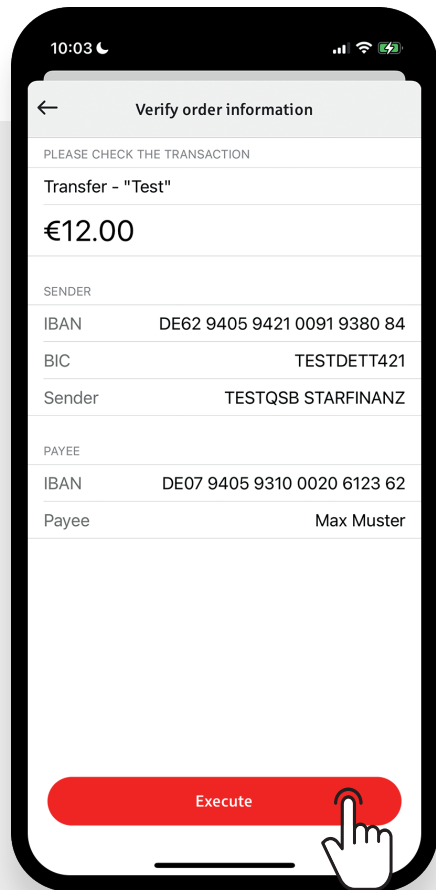 10:03
Verify order information
PLEASE CHECK THE TRANSACTION
Transfer - "Test"
€12.00
SENDER
IBAN DE62 9405 9421 0091 9380 84
BIC TESTDETT421
Sender TESTQSB STARFINANZ
PAYEE
IBAN DE07 9405 9310 0020 6123 62
Payee Max Muster
Execute